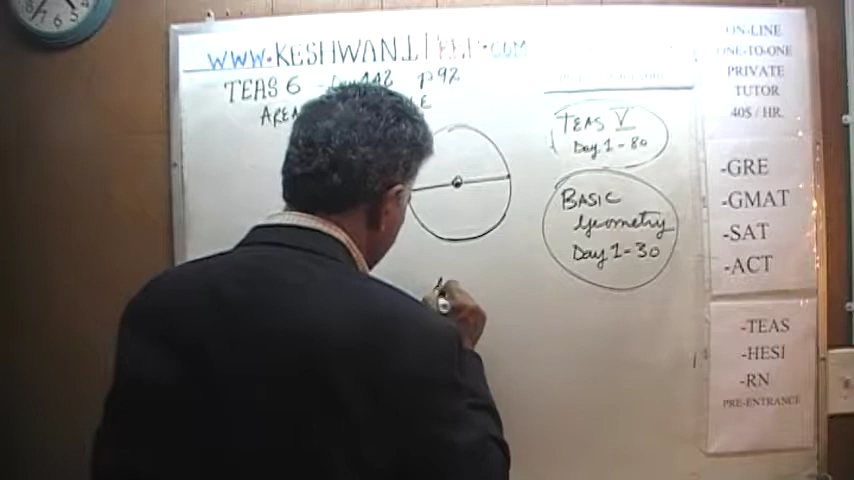 WWW.KESHWANI
TEAS 6 p92
AREA
TEAS V
Day 1-80
BASIC
Geometry
Day 1-30
ON-LINE
ONE-TO-ONE
PRIVATE
TUTOR
40$ / HR.
-GRE
-GMAT
-SAT
-ACT
-TEAS
-HESI
-RN
PRE-ENTRANCE